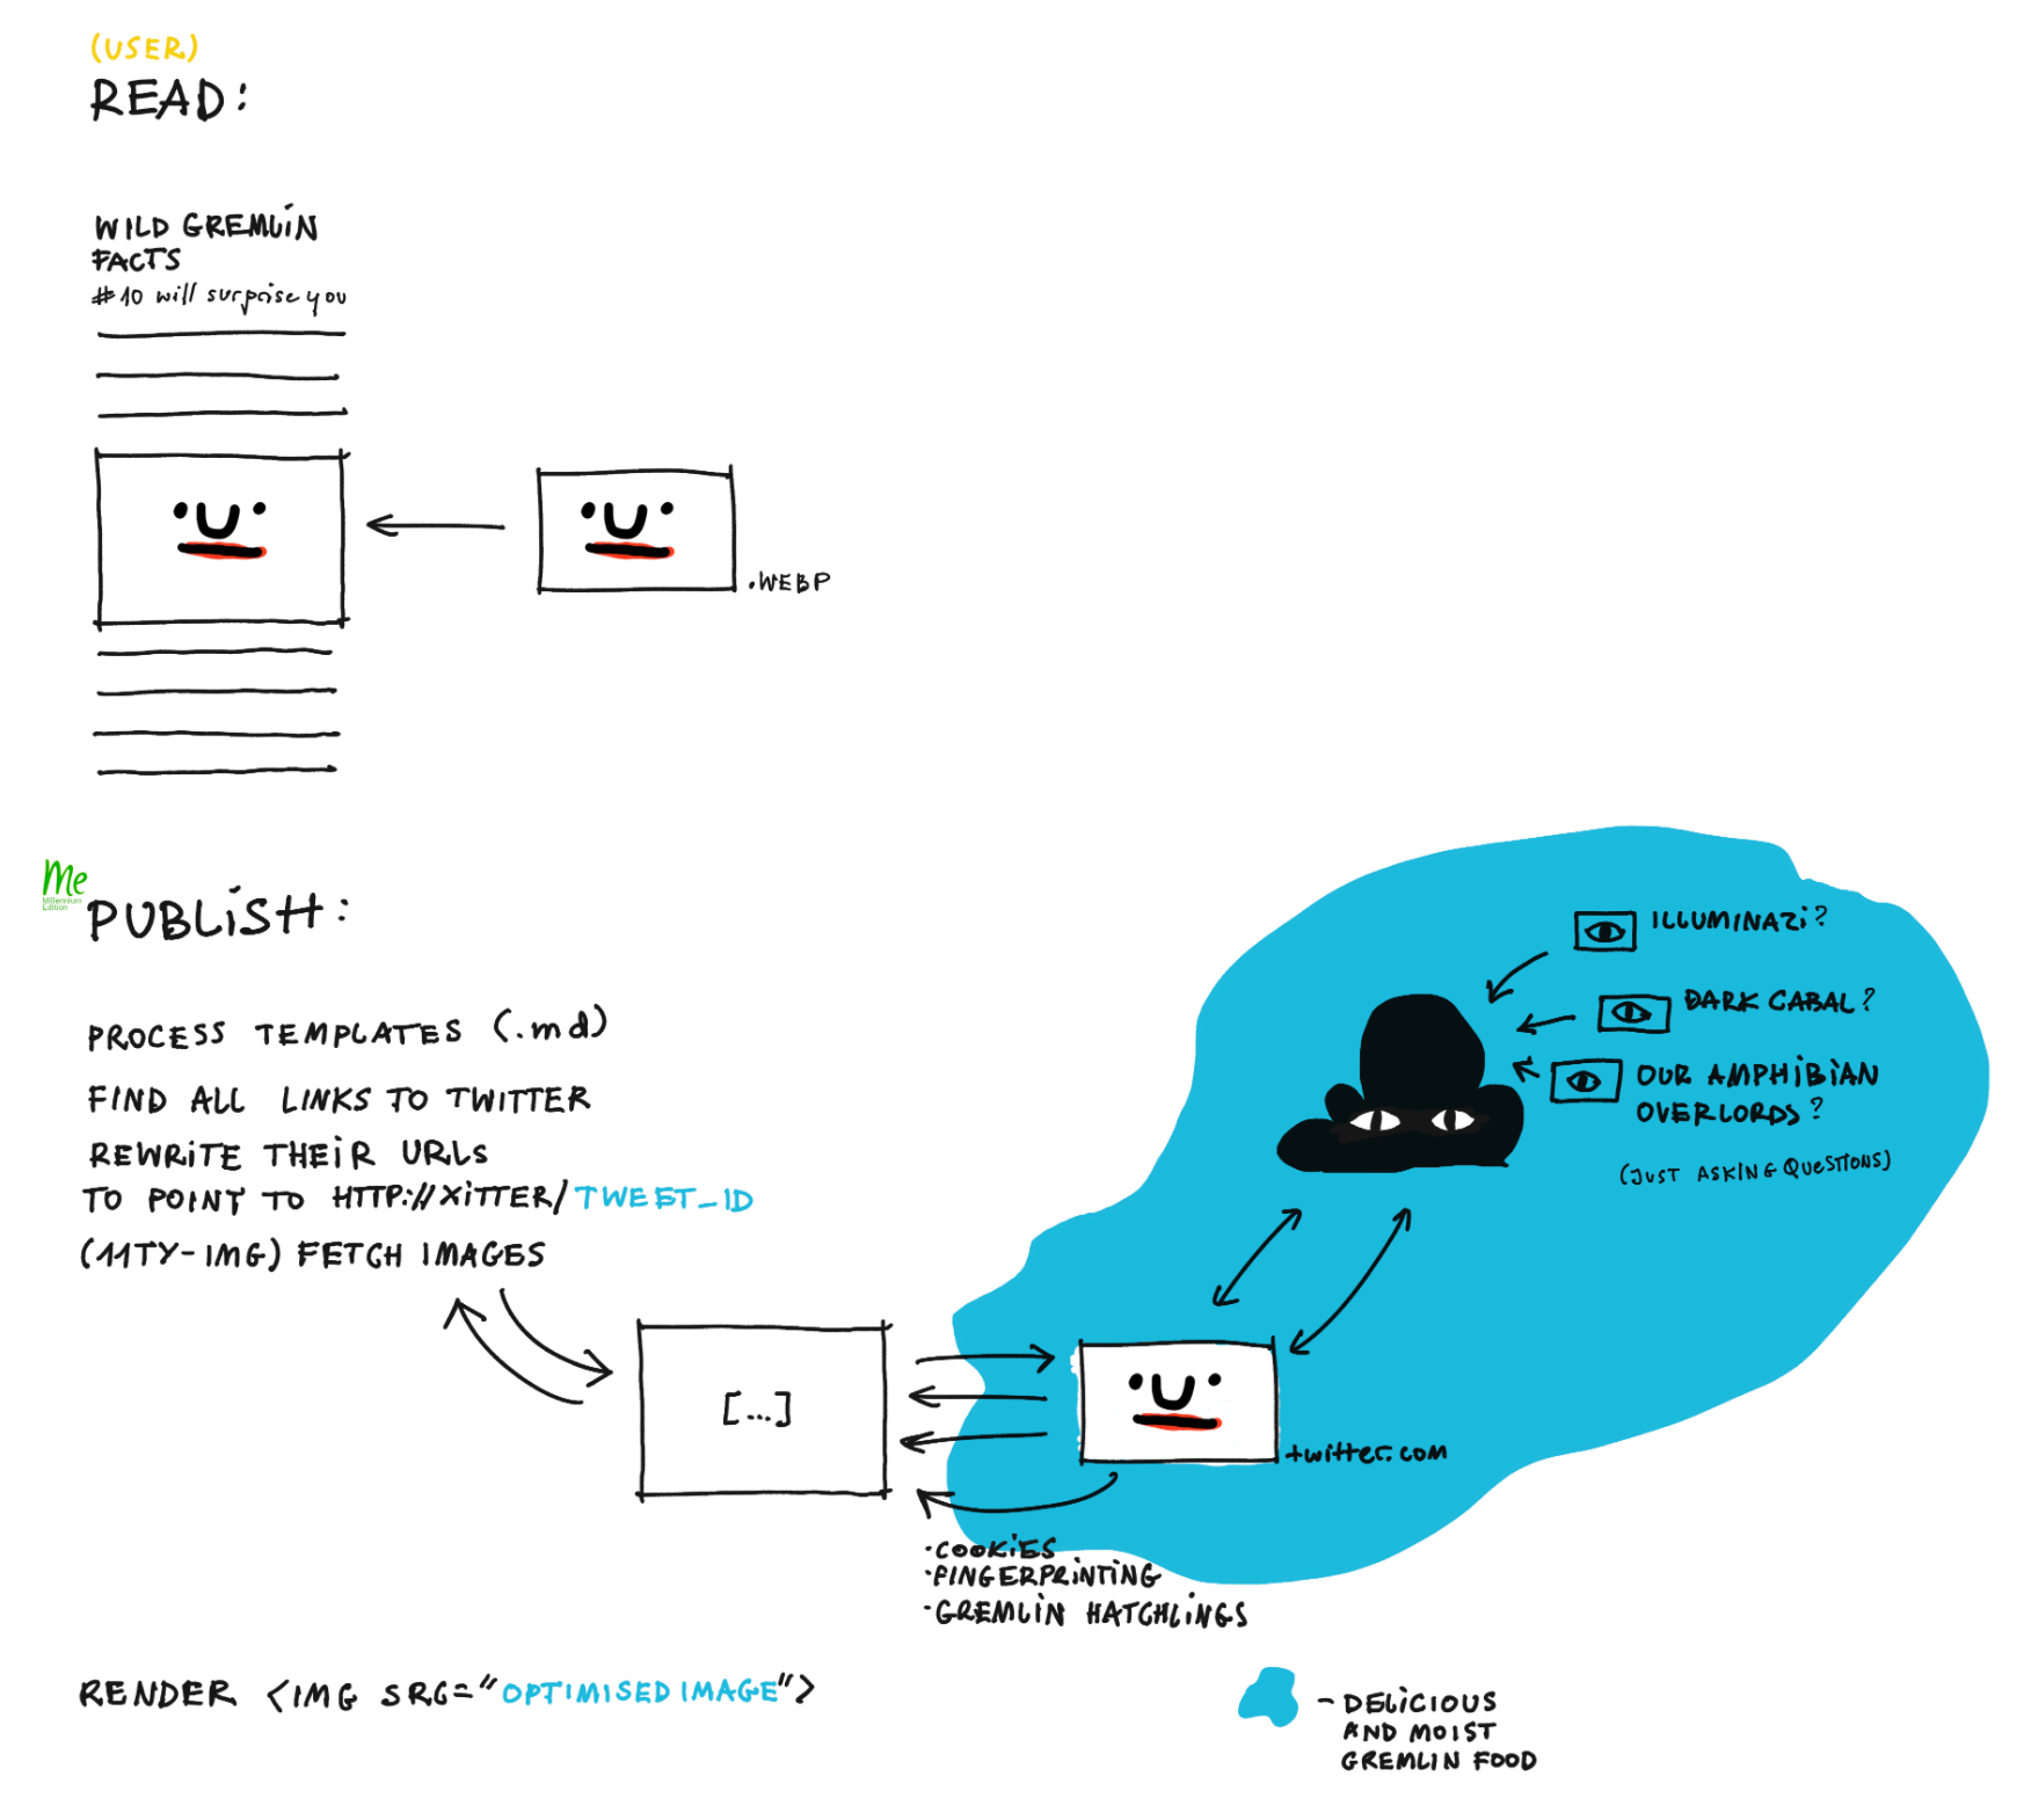 (USER)
READ:
WILD GREMLiN
FACTS
#10 will surprise you
.WEBP
Me
Millennium
Edition
PUBLiSH:
PROCESS TEMPLATES (.md)
FIND ALL LINKS TO TWITTER
REWRiTE THEiR URLS
TO POINT TO HTTP://XiTTER/TWEET_ID
(11TY-IMG) FETCH IMAGES
[...]
ILLUMINAZi?
DARK CABAL?
OUR AMPHiBiAN
OVERLORDS?
(JUST ASKING QUESTIONS)
twitter.com
·COOKiES
·FINGERPRiNTiNG
·GREMLiN HATCHLiNGS
RENDER <IMG SRC="OPTIMISED IMAGE">
- DELiCIOUS
AND MOIST
GREMLIN FOOD